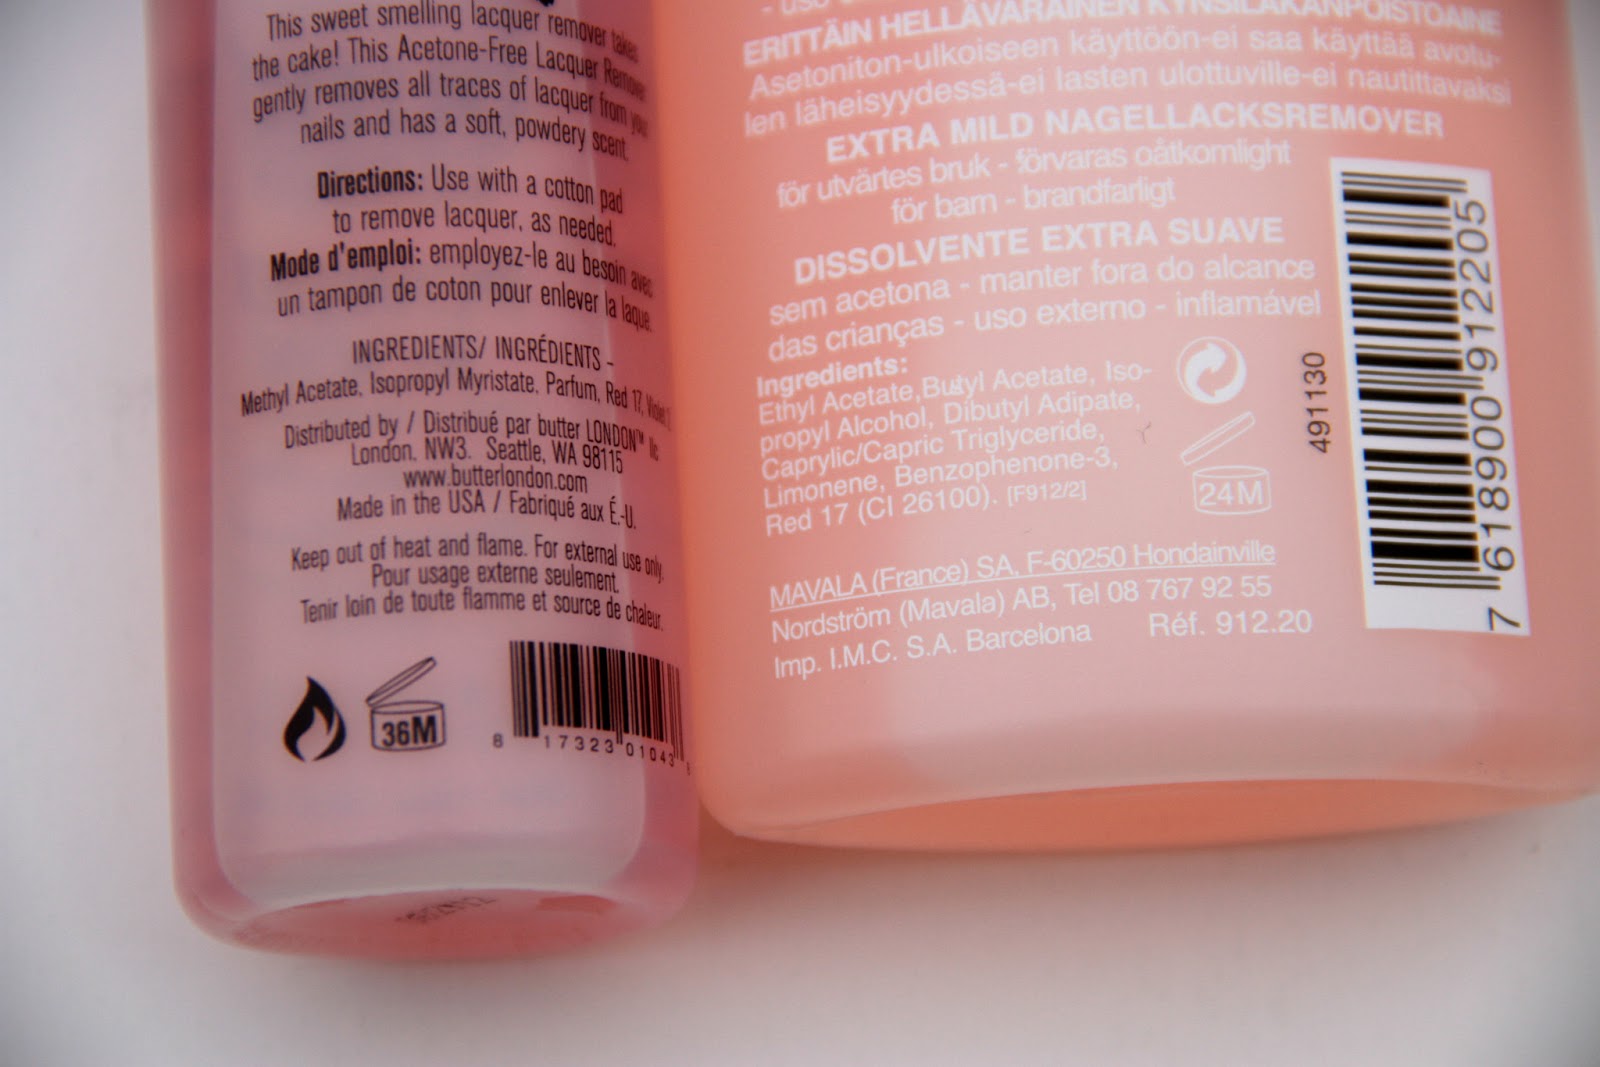 This sweet smelling lacquer remover takes
the cake! This Acetone-Free Lacquer Remover
gently removes all traces of lacquer from your
nails and has a soft, powdery scent.
Directions: Use with a cotton pad
to remove lacquer, as needed.
Mode d'emploi: employez-le au besoin avec
un tampon de coton pour enlever la laque.
INGREDIENTS/ INGRÉDIENTS -
Methyl Acetate, Isopropyl Myristate, Parfum, Red 17, Violet 2
Distributed by / Distribué par butter LONDON™ llc
London, NW3. Seattle, WA 98115
www.butterlondon.com
Made in the USA / Fabriqué aux É.-U.
Keep out of heat and flame. For external use only.
Pour usage externe seulement.
Tenir loin de toute flamme et source de chaleur.
36M
8 17323 01043 8
- uso
ERITTÄIN HELLÄVARAINEN KYNSILAKANPOISTOAINE
Asetoniton-ulkoiseen käyttöön-ei saa käyttää avotu-
len läheisyydessä-ei lasten ulottuville-ei nautittavaksi
EXTRA MILD NAGELLACKSREMOVER
för utvärtes bruk - förvaras oåtkomlight
för barn - brandfarligt
DISSOLVENTE EXTRA SUAVE
sem acetona - manter fora do alcance
das crianças - uso externo - inflamável
Ingredients:
Ethyl Acetate,Butyl Acetate, Iso-
propyl Alcohol, Dibutyl Adipate,
Caprylic/Capric Triglyceride,
Limonene, Benzophenone-3,
Red 17 (CI 26100). [F912/2]
24M
491130
7 618900 912205
MAVALA (France) SA, F-60250 Hondainville
Nordström (Mavala) AB, Tel 08 767 92 55
Imp. I.M.C. S.A. Barcelona Réf. 912.20